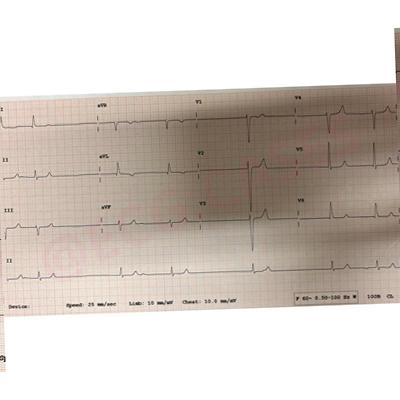 I aVR V1 V4
II aVL V2 V5
III aVF V3 V6
II
Device: Speed: 25 mm/sec Limb: 10 mm/mV Chest: 10.0 mm/mV F 60~ 0.50-100 Hz W 100B CL